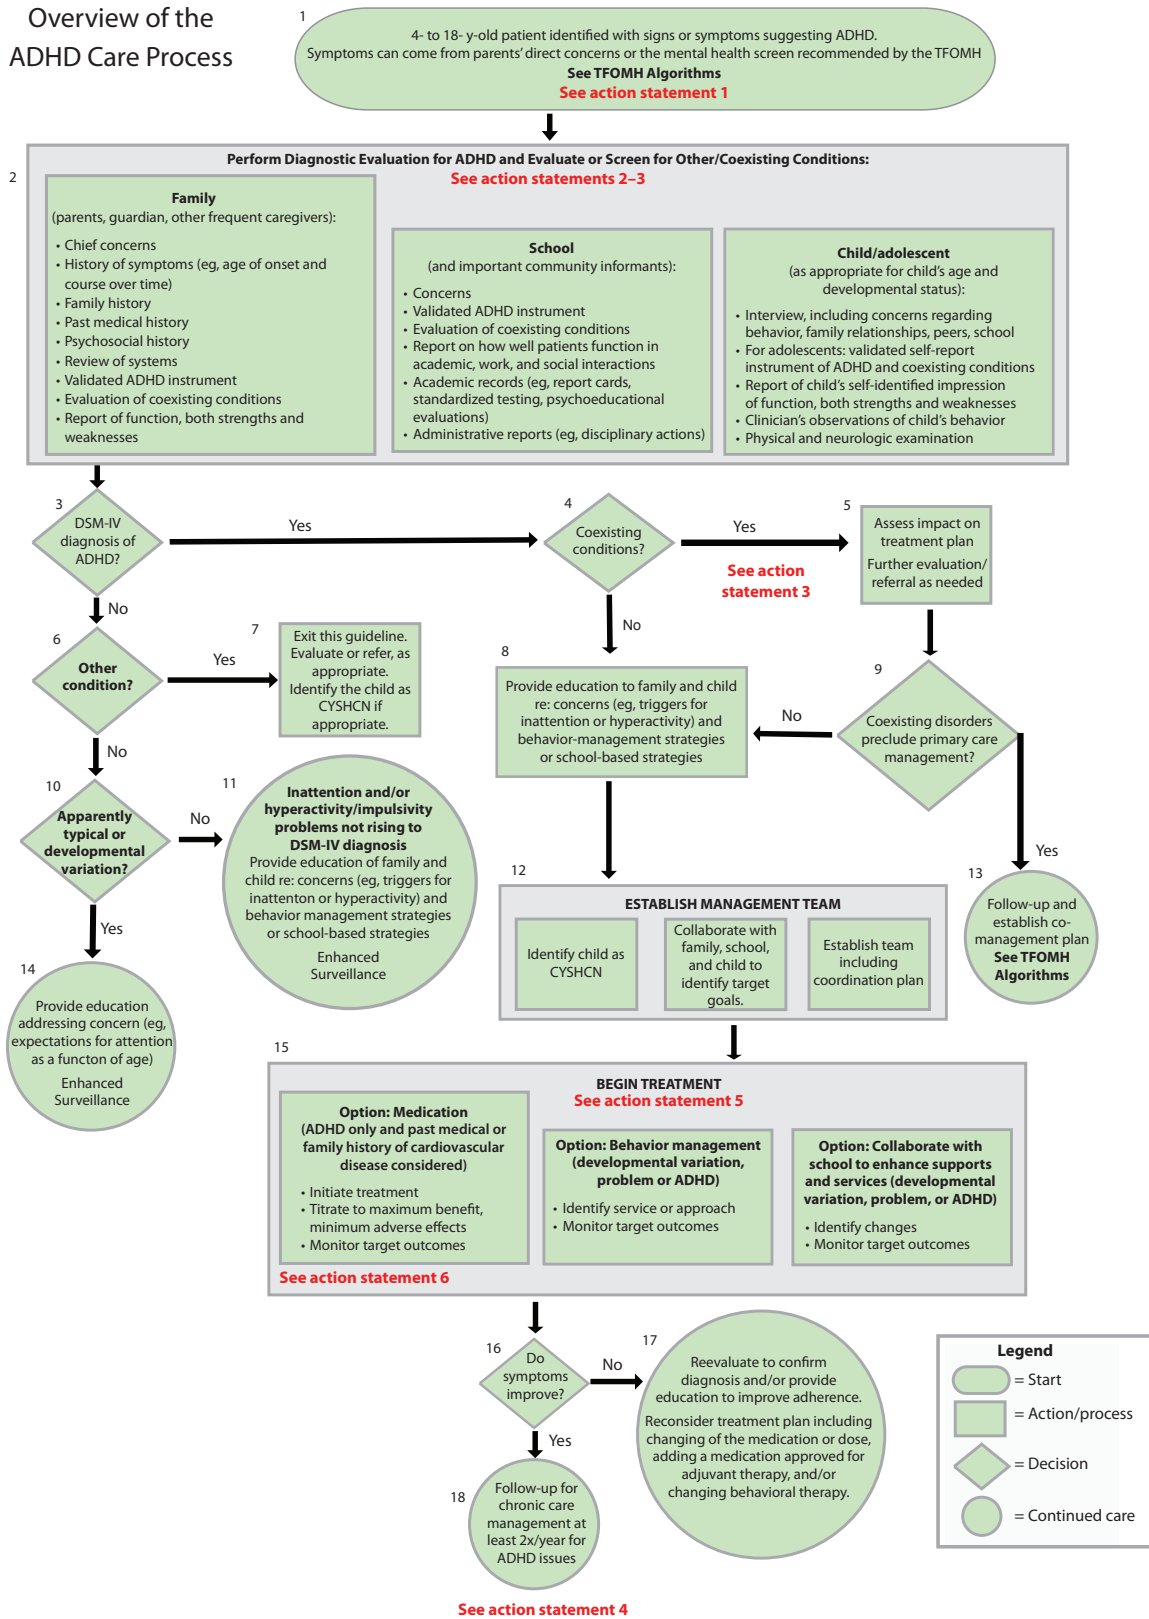 Overview of the
ADHD Care Process
1
4- to 18- y-old patient identified with signs or symptoms suggesting ADHD.
Symptoms can come from parents' direct concerns or the mental health screen recommended by the TFOMH
See TFOMH Algorithms
See action statement 1
2
Perform Diagnostic Evaluation for ADHD and Evaluate or Screen for Other/Coexisting Conditions:
See action statements 2–3
Family
(parents, guardian, other frequent caregivers):
• Chief concerns
• History of symptoms (eg, age of onset and
course over time)
• Family history
• Past medical history
• Psychosocial history
• Review of systems
• Validated ADHD instrument
• Evaluation of coexisting conditions
• Report of function, both strengths and
weaknesses
School
(and important community informants):
• Concerns
• Validated ADHD instrument
• Evaluation of coexisting conditions
• Report on how well patients function in
academic, work, and social interactions
• Academic records (eg, report cards,
standardized testing, psychoeducational
evaluations)
• Administrative reports (eg, disciplinary actions)
Child/adolescent
(as appropriate for child's age and
developmental status):
• Interview, including concerns regarding
behavior, family relationships, peers, school
• For adolescents: validated self-report
instrument of ADHD and coexisting conditions
• Report of child's self-identified impression
of function, both strengths and weaknesses
• Clinician's observations of child's behavior
• Physical and neurologic examination
3
DSM-IV
diagnosis of
ADHD?
Yes
No
4
Coexisting
conditions?
Yes
See action
statement 3
No
5
Assess impact on
treatment plan
Further evaluation/
referral as needed
6
Other
condition?
Yes
No
7
Exit this guideline.
Evaluate or refer, as
appropriate.
Identify the child as
CYSHCN if
appropriate.
8
Provide education to family and child
re: concerns (eg, triggers for
inattention or hyperactivity) and
behavior-management strategies
or school-based strategies
9
Coexisting disorders
preclude primary care
management?
No
Yes
10
Apparently
typical or
developmental
variation?
No
Yes
11
Inattention and/or
hyperactivity/impulsivity
problems not rising to
DSM-IV diagnosis
Provide education of family and
child re: concerns (eg, triggers for
inattenton or hyperactivity) and
behavior management strategies
or school-based strategies
Enhanced
Surveillance
12
ESTABLISH MANAGEMENT TEAM
Identify child as
CYSHCN
Collaborate with
family, school,
and child to
identify target
goals.
Establish team
including
coordination plan
13
Follow-up and
establish co-
management plan
See TFOMH
Algorithms
14
Provide education
addressing concern (eg,
expectations for attention
as a functon of age)
Enhanced
Surveillance
15
BEGIN TREATMENT
See action statement 5
Option: Medication
(ADHD only and past medical or
family history of cardiovascular
disease considered)
• Initiate treatment
• Titrate to maximum benefit,
minimum adverse effects
• Monitor target outcomes
See action statement 6
Option: Behavior management
(developmental variation,
problem or ADHD)
• Identify service or approach
• Monitor target outcomes
Option: Collaborate with
school to enhance supports
and services (developmental
variation, problem, or ADHD)
• Identify changes
• Monitor target outcomes
16
Do
symptoms
improve?
No
Yes
17
Reevaluate to confirm
diagnosis and/or provide
education to improve adherence.
Reconsider treatment plan including
changing of the medication or dose,
adding a medication approved for
adjuvant therapy, and/or
changing behavioral therapy.
18
Follow-up for
chronic care
management at
least 2x/year for
ADHD issues
See action statement 4
Legend
= Start
= Action/process
= Decision
= Continued care